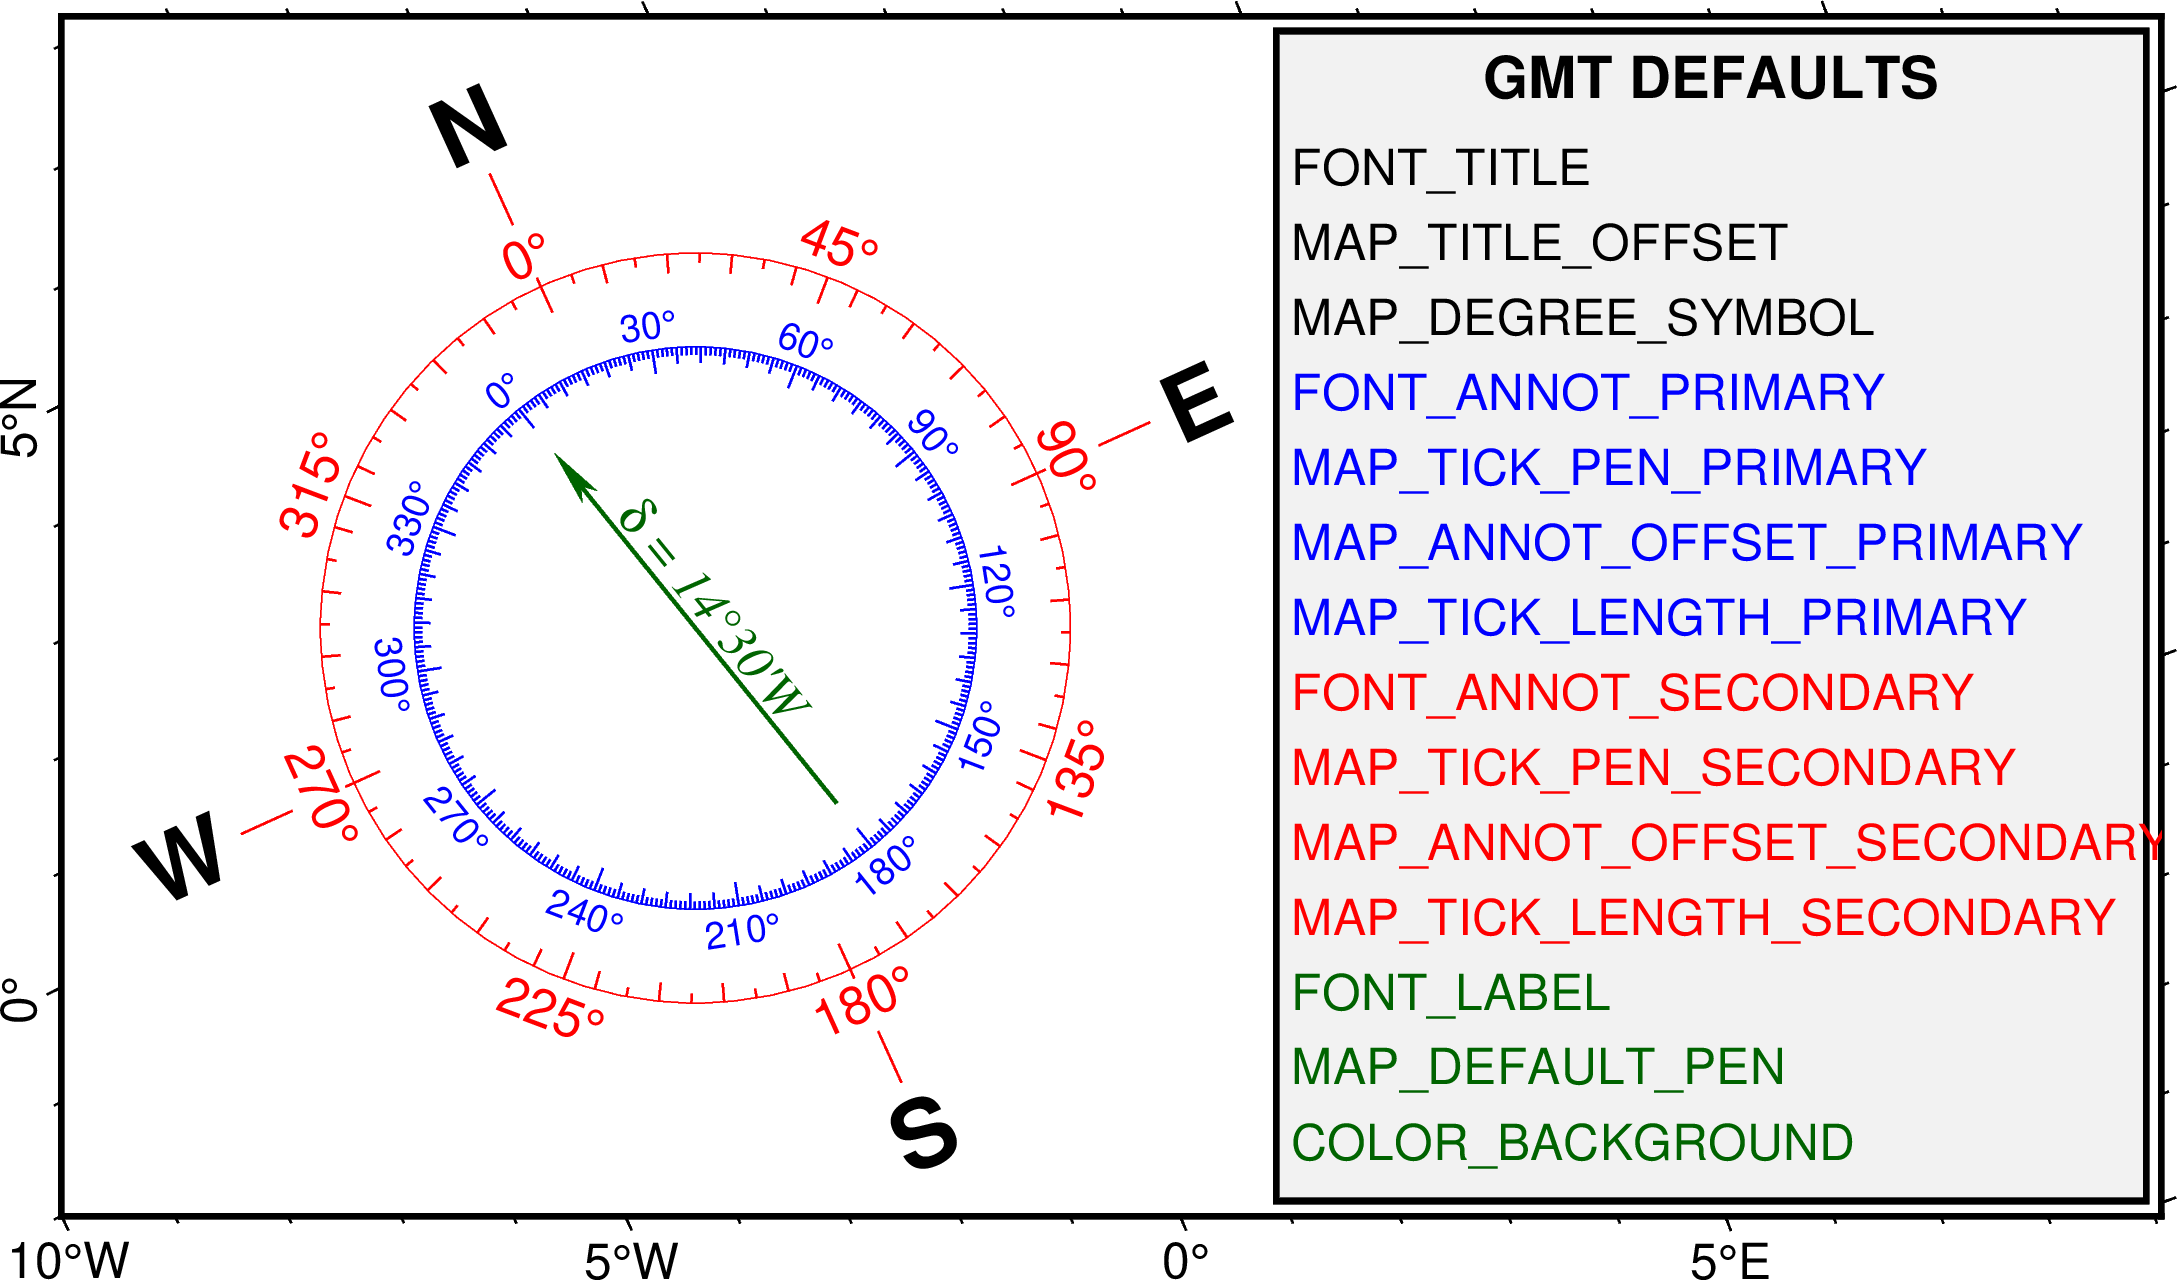 N
0°
45°
30°
60°
0°
90°
E
90°
5°N
315°
330°
120°
δ = 14°30'W
300°
150°
135°
270°
270°
W
180°
240°
210°
180°
225°
0°
S
10°W
5°W
0°
5°E
GMT DEFAULTS
FONT_TITLE
MAP_TITLE_OFFSET
MAP_DEGREE_SYMBOL
FONT_ANNOT_PRIMARY
MAP_TICK_PEN_PRIMARY
MAP_ANNOT_OFFSET_PRIMARY
MAP_TICK_LENGTH_PRIMARY
FONT_ANNOT_SECONDARY
MAP_TICK_PEN_SECONDARY
MAP_ANNOT_OFFSET_SECONDARY
MAP_TICK_LENGTH_SECONDARY
FONT_LABEL
MAP_DEFAULT_PEN
COLOR_BACKGROUND